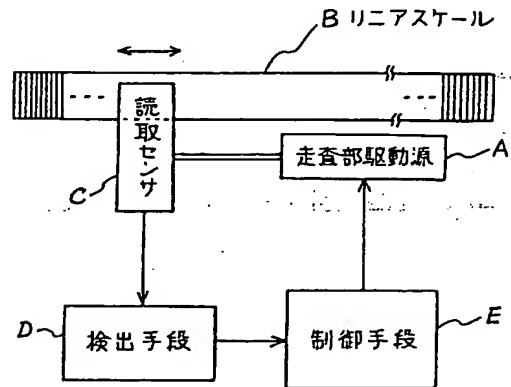 B リニアスケール
読取センサ
C
走査部駆動源
A
D
検出手段
制御手段
E